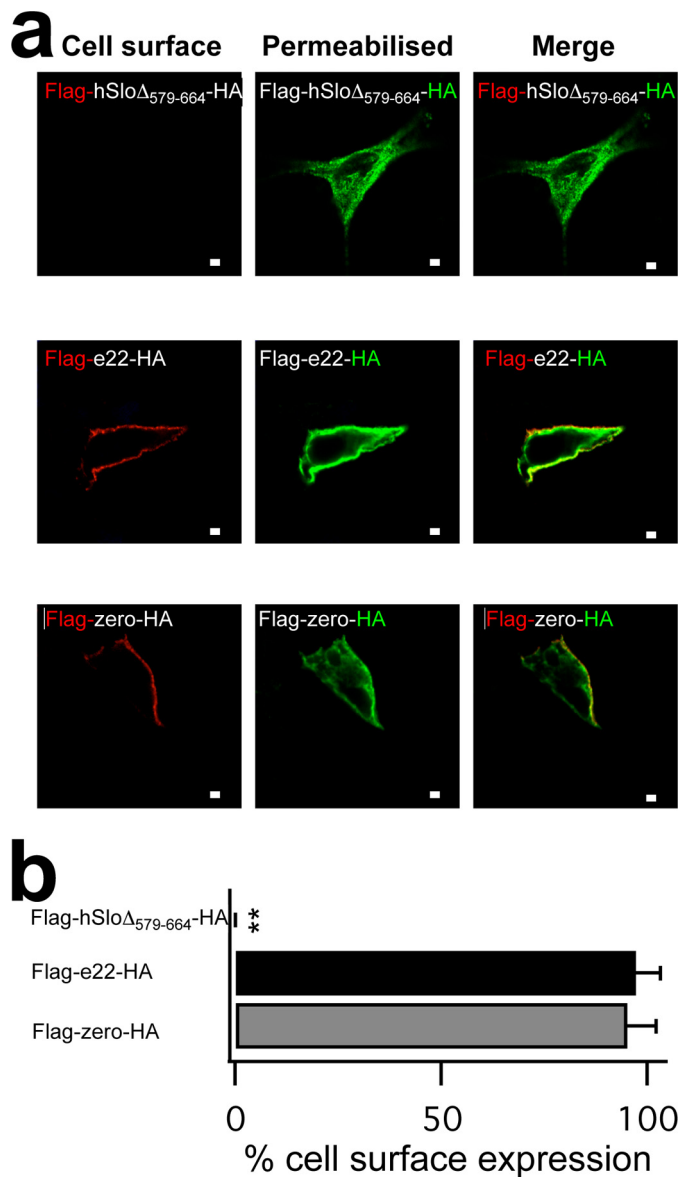 a
Cell surface Permeabilised Merge
Flag-hSloΔ579-664-HA Flag-hSloΔ579-664-HA Flag-hSloΔ579-664-HA
Flag-e22-HA Flag-e22-HA Flag-e22-HA
Flag-zero-HA Flag-zero-HA Flag-zero-HA
b
Flag-hSloΔ579-664-HA **
Flag-e22-HA
Flag-zero-HA
0 50 100
% cell surface expression